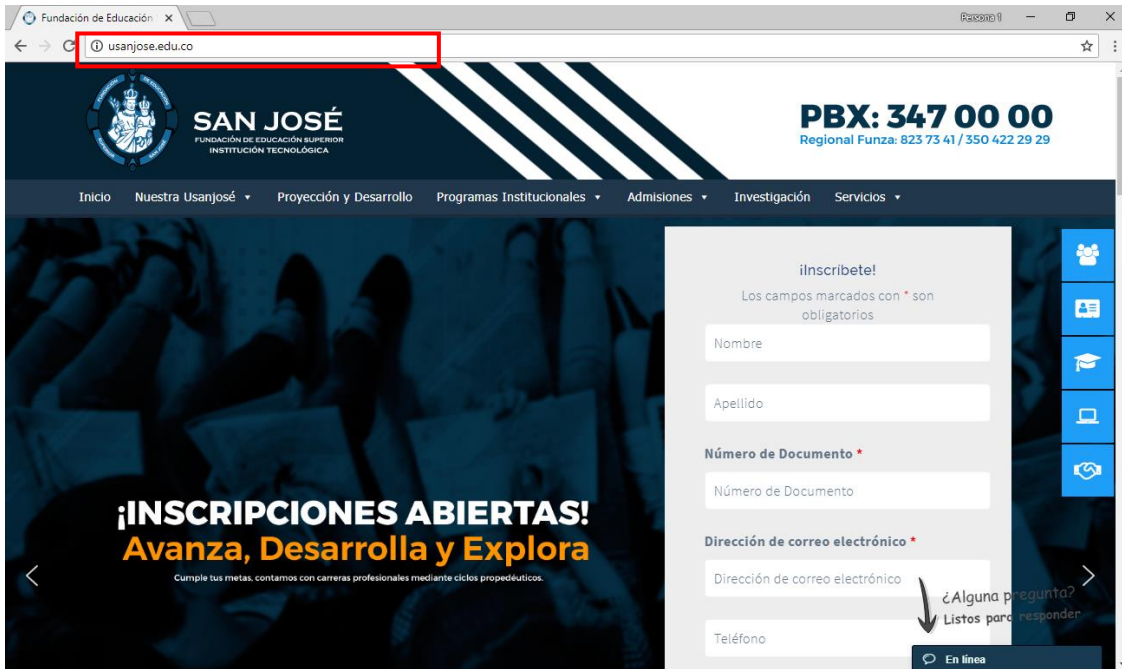 Fundación de Educación
Persona 1
usanjose.edu.co
SAN JOSÉ
FUNDACIÓN DE EDUCACIÓN SUPERIOR
INSTITUCIÓN TECNOLÓGICA
PBX: 347 00 00
Regional Funza: 823 73 41 / 350 422 29 29
Inicio Nuestra Usanjosé Proyección y Desarrollo Programas Institucionales Admisiones Investigación Servicios
¡INSCRIPCIONES ABIERTAS!
Avanza, Desarrolla y Explora
Cumple tus metas, contamos con carreras profesionales mediante ciclos propedéuticos.
¡Inscríbete!
Los campos marcados con * son
obligatorios
Nombre
Apellido
Número de Documento *
Número de Documento
Dirección de correo electrónico *
Dirección de correo electrónico
Teléfono
¿Alguna pregunta?
Listos para responder
En línea